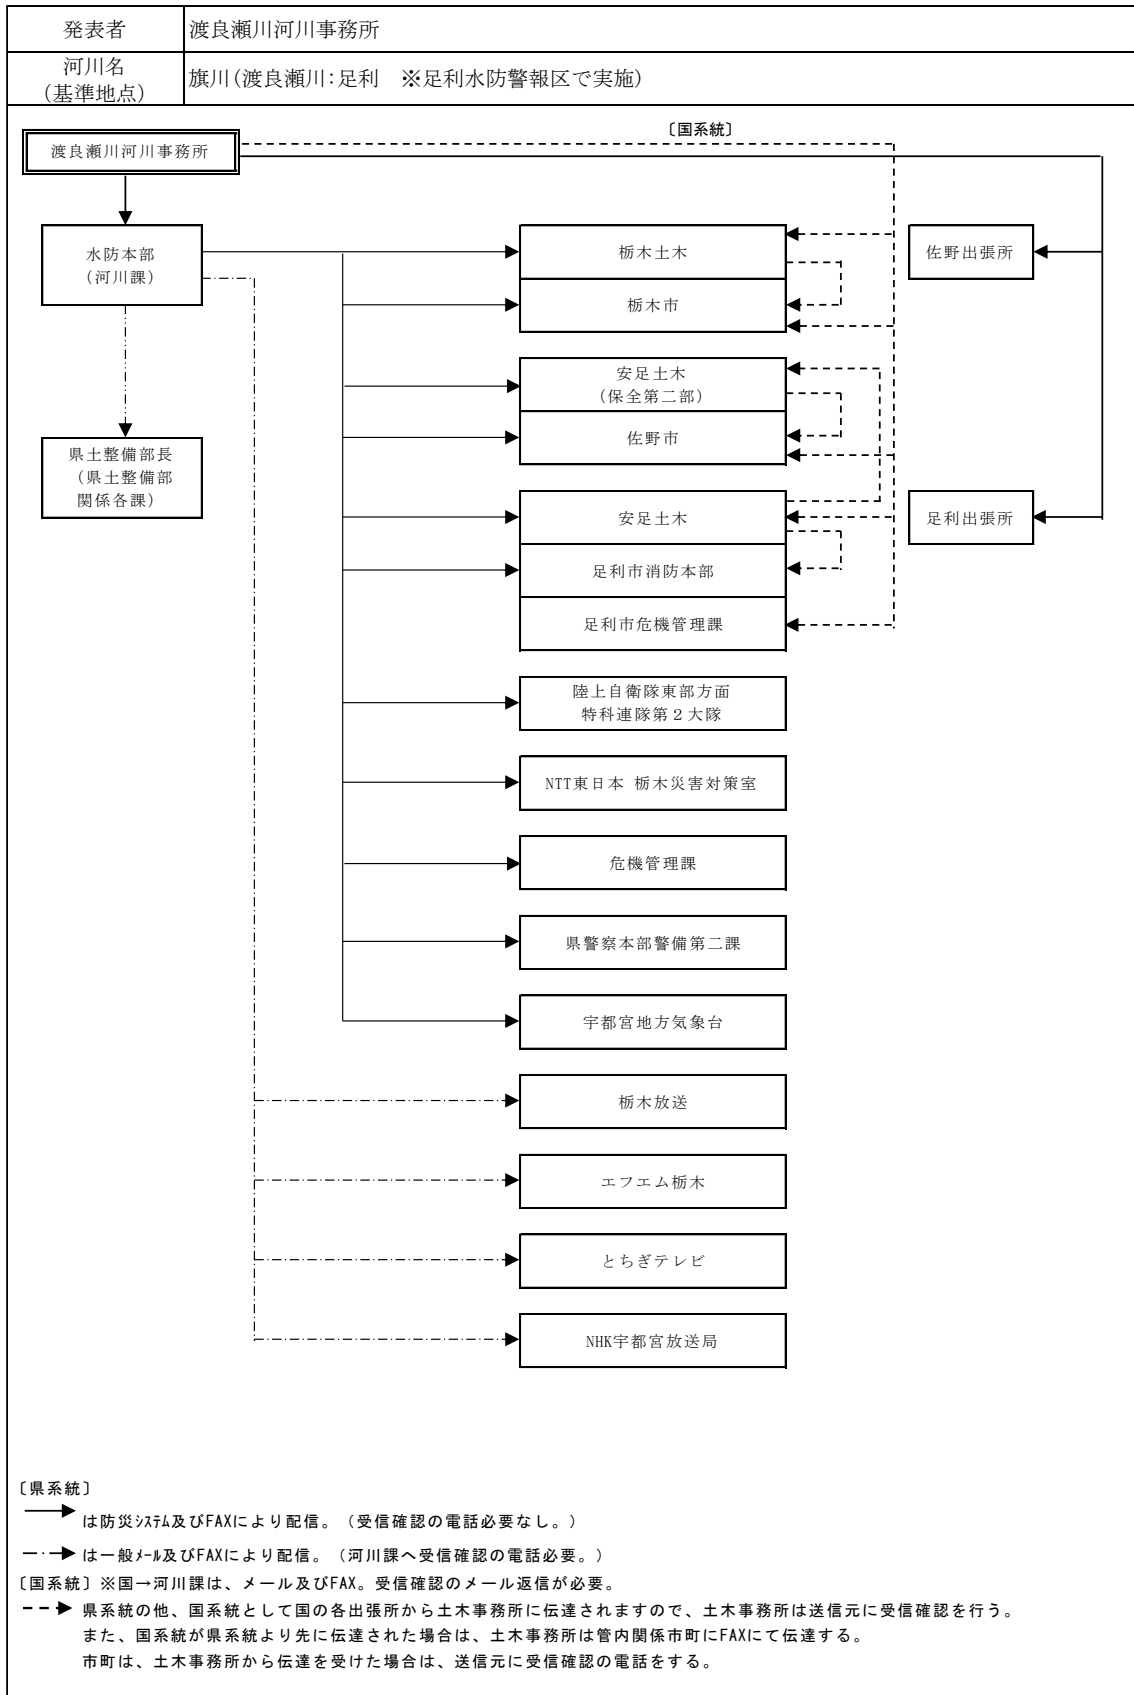 発表者
渡良瀬川河川事務所
河川名
(基準地点)
旗川(渡良瀬川:足利　※足利水防警報区で実施)
〔国系統〕
渡良瀬川河川事務所
水防本部
(河川課)
栃木土木
佐野出張所
栃木市
安足土木
(保全第二部)
佐野市
県土整備部長
(県土整備部
関係各課)
安足土木
足利出張所
足利市消防本部
足利市危機管理課
陸上自衛隊東部方面
特科連隊第２大隊
NTT東日本 栃木災害対策室
危機管理課
県警察本部警備第二課
宇都宮地方気象台
栃木放送
エフエム栃木
とちぎテレビ
NHK宇都宮放送局
〔県系統〕
は防災ｼｽﾃﾑ及びFAXにより配信。（受信確認の電話必要なし。）
は一般ﾒｰﾙ及びFAXにより配信。（河川課へ受信確認の電話必要。）
〔国系統〕※国→河川課は、メール及びFAX。受信確認のメール返信が必要。
県系統の他、国系統として国の各出張所から土木事務所に伝達されますので、土木事務所は送信元に受信確認を行う。
また、国系統が県系統より先に伝達された場合は、土木事務所は管内関係市町にFAXにて伝達する。
市町は、土木事務所から伝達を受けた場合は、送信元に受信確認の電話をする。